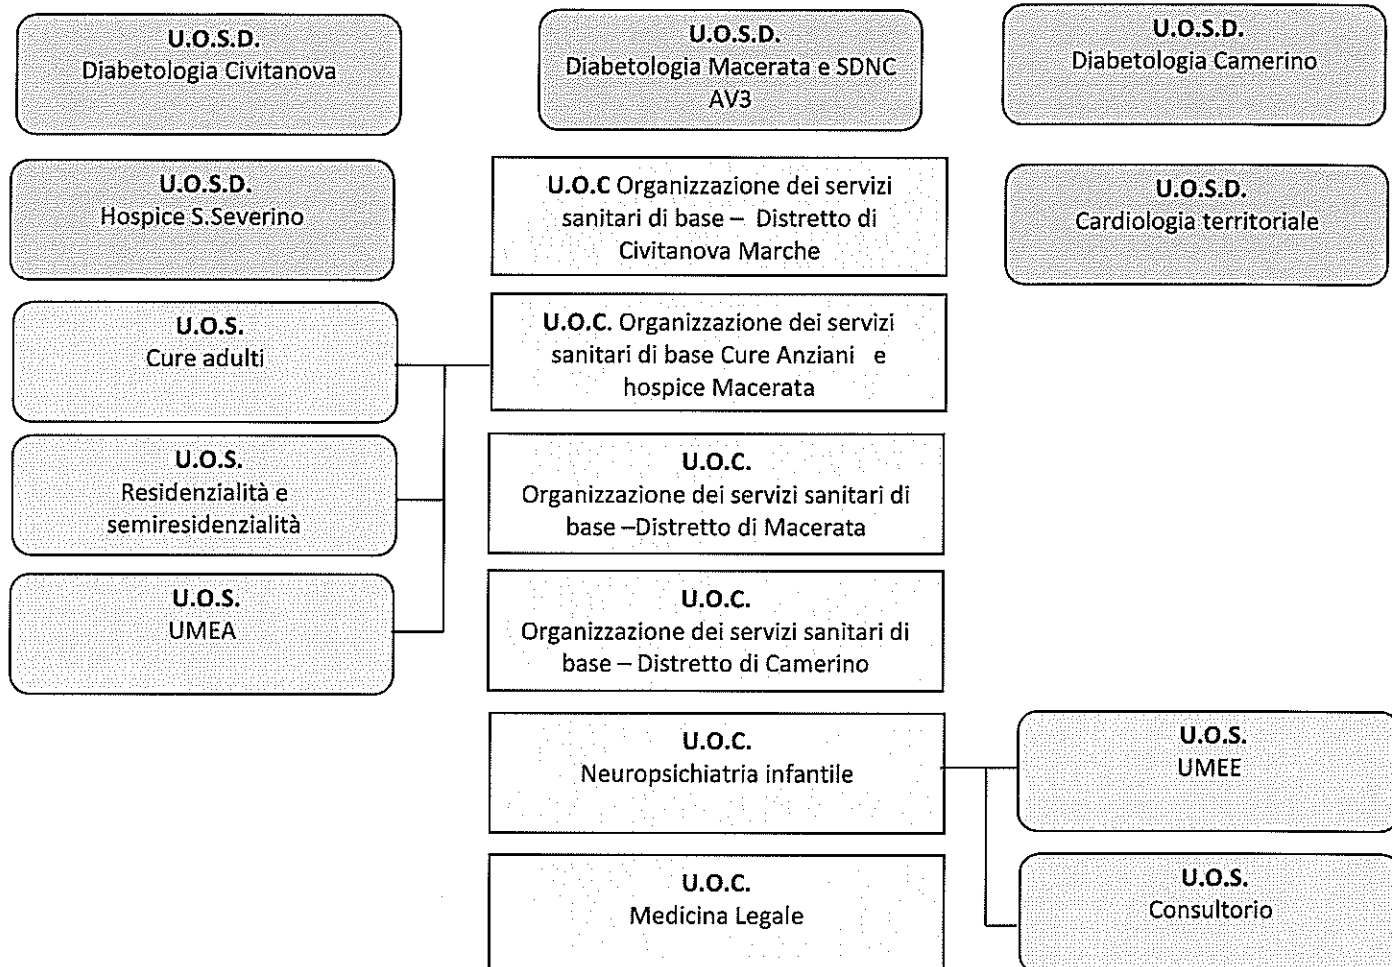 U.O.S.D.
Diabetologia Civitanova
U.O.S.D.
Diabetologia Macerata e SDNC
AV3
U.O.S.D.
Diabetologia Camerino
U.O.S.D.
Hospice S.Severino
U.O.C Organizzazione dei servizi
sanitari di base – Distretto di
Civitanova Marche
U.O.S.D.
Cardiologia territoriale
U.O.S.
Cure adulti
U.O.C. Organizzazione dei servizi
sanitari di base Cure Anziani e
hospice Macerata
U.O.S.
Residenzialità e
semiresidenzialità
U.O.C.
Organizzazione dei servizi sanitari di
base –Distretto di Macerata
U.O.S.
UMEA
U.O.C.
Organizzazione dei servizi sanitari di
base – Distretto di Camerino
U.O.C.
Neuropsichiatria infantile
U.O.S.
UMEE
U.O.C.
Medicina Legale
U.O.S.
Consultorio